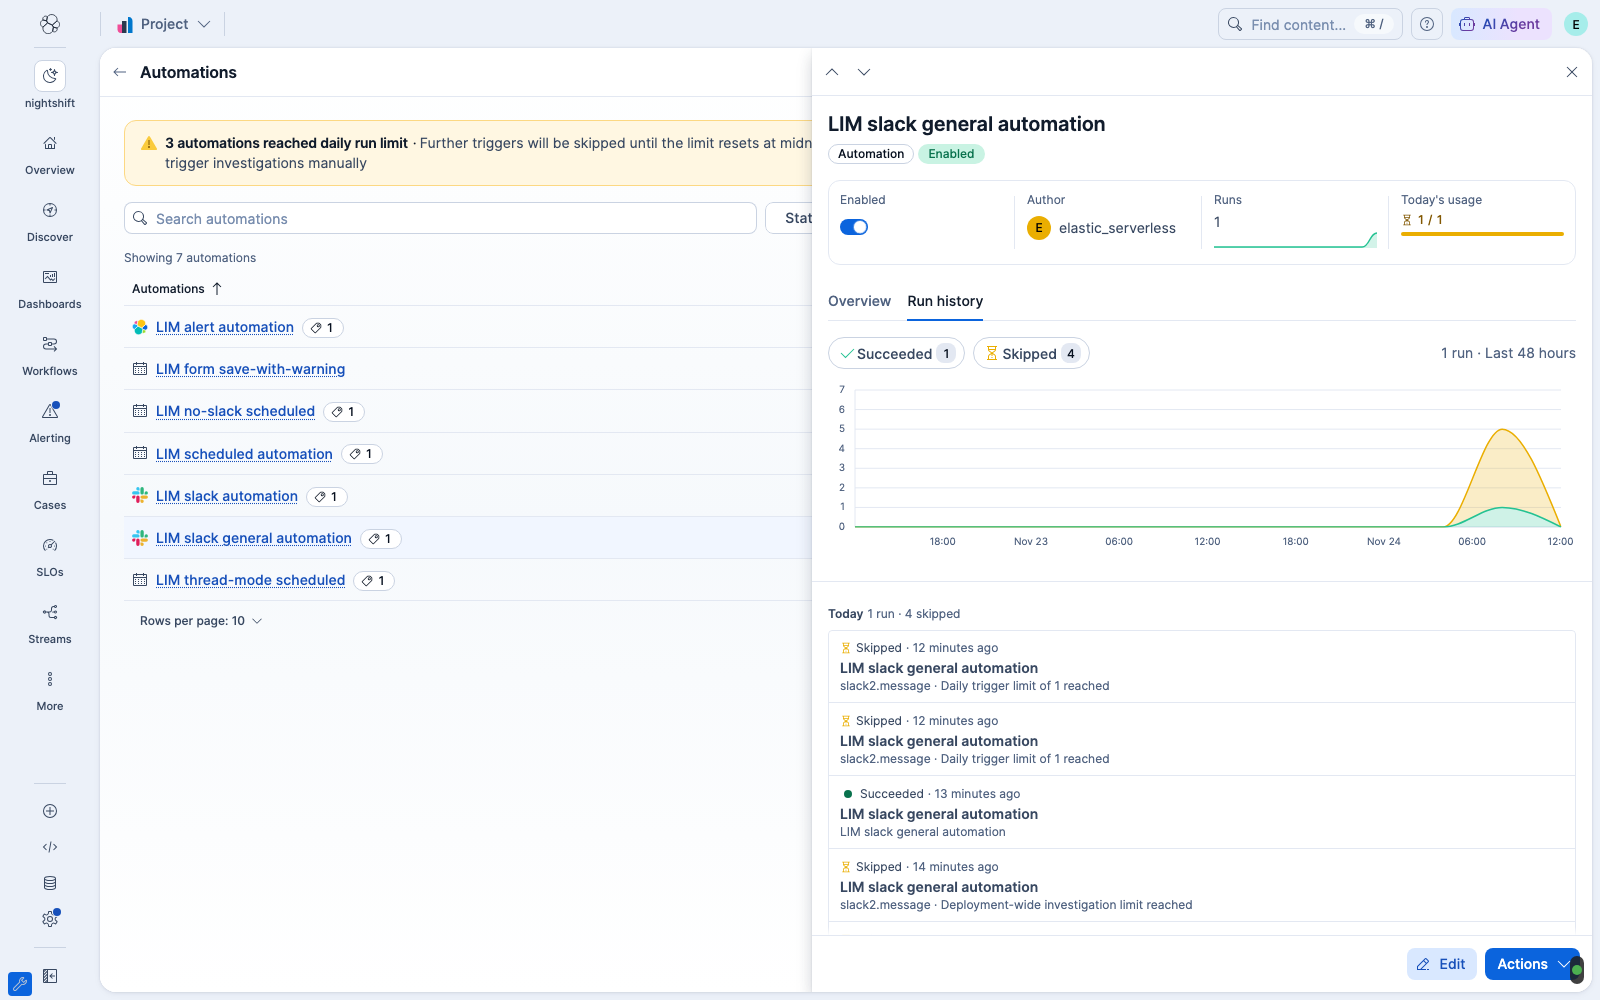 Project
Find content...
⌘ /
AI Agent
E
nightshift
Overview
Discover
Dashboards
Workflows
Alerting
Cases
SLOs
Streams
More
Automations
3 automations reached daily run limit · Further triggers will be skipped until the limit resets at midn
trigger investigations manually
Search automations
Stat
Showing 7 automations
Automations
LIM alert automation 1
LIM form save-with-warning
LIM no-slack scheduled 1
LIM scheduled automation 1
LIM slack automation 1
LIM slack general automation 1
LIM thread-mode scheduled 1
Rows per page: 10
LIM slack general automation
Automation Enabled
Enabled
Author
E elastic_serverless
Runs
1
Today's usage
1 / 1
Overview Run history
Succeeded 1 Skipped 4
1 run · Last 48 hours
7
6
5
4
3
2
1
0
18:00 Nov 23 06:00 12:00 18:00 Nov 24 06:00 12:00
Today 1 run · 4 skipped
Skipped · 12 minutes ago
LIM slack general automation
slack2.message · Daily trigger limit of 1 reached
Skipped · 12 minutes ago
LIM slack general automation
slack2.message · Daily trigger limit of 1 reached
Succeeded · 13 minutes ago
LIM slack general automation
LIM slack general automation
Skipped · 14 minutes ago
LIM slack general automation
slack2.message · Deployment-wide investigation limit reached
Edit
Actions